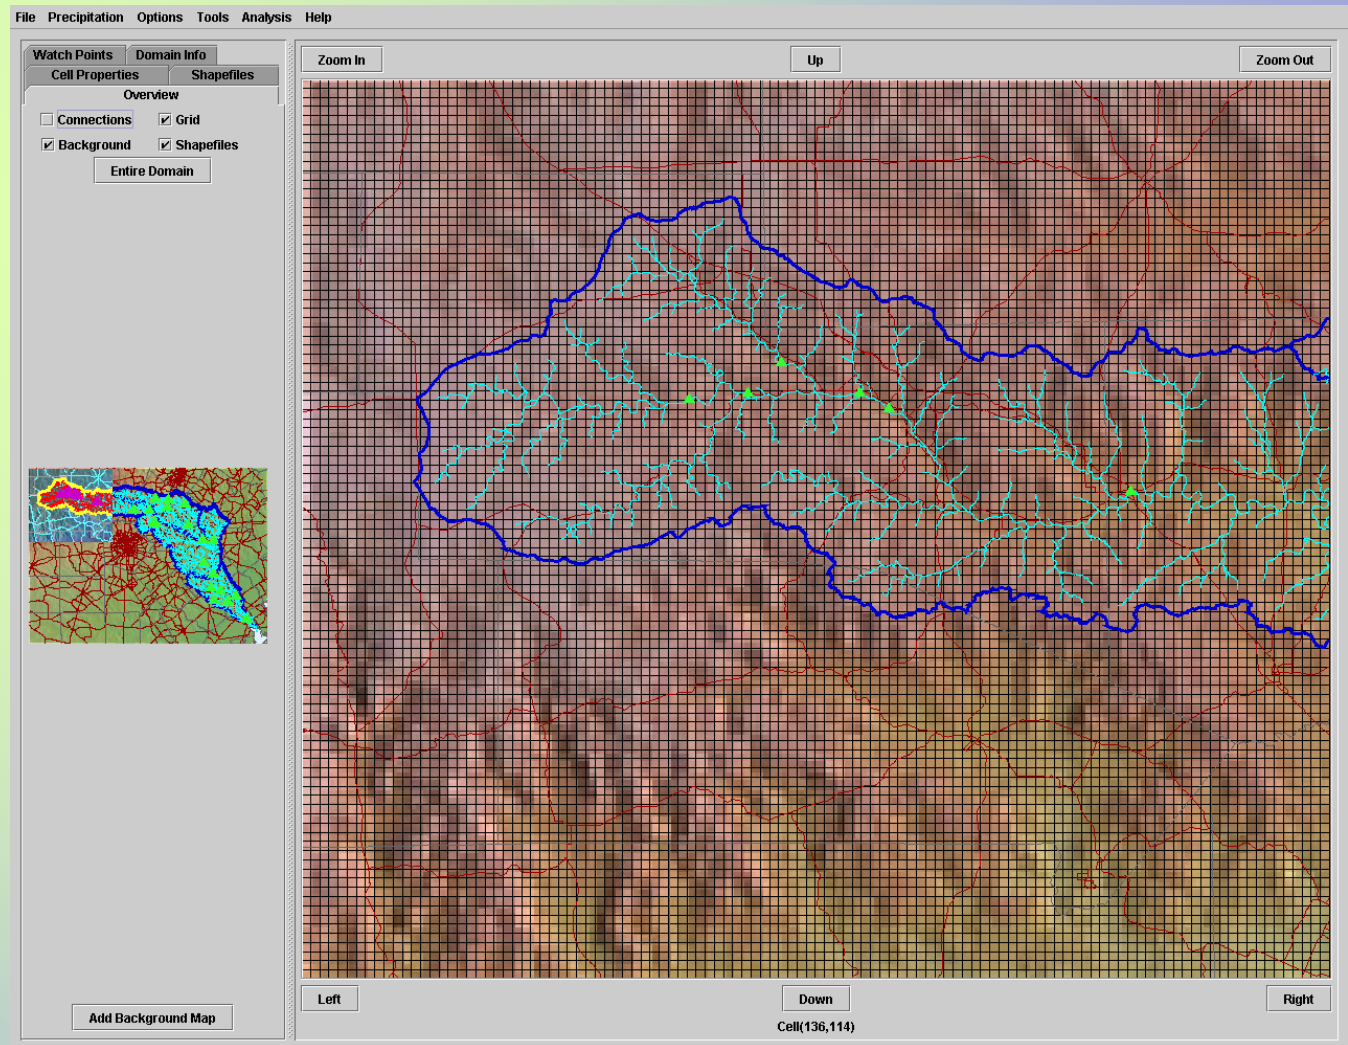 File Precipitation Options Tools Analysis Help
Watch Points Domain Info
Cell Properties Shapefiles
Overview
Connections Grid
Background Shapefiles
Entire Domain
Add Background Map
Zoom In Up Zoom Out
Left Down Right
Cell(136,114)